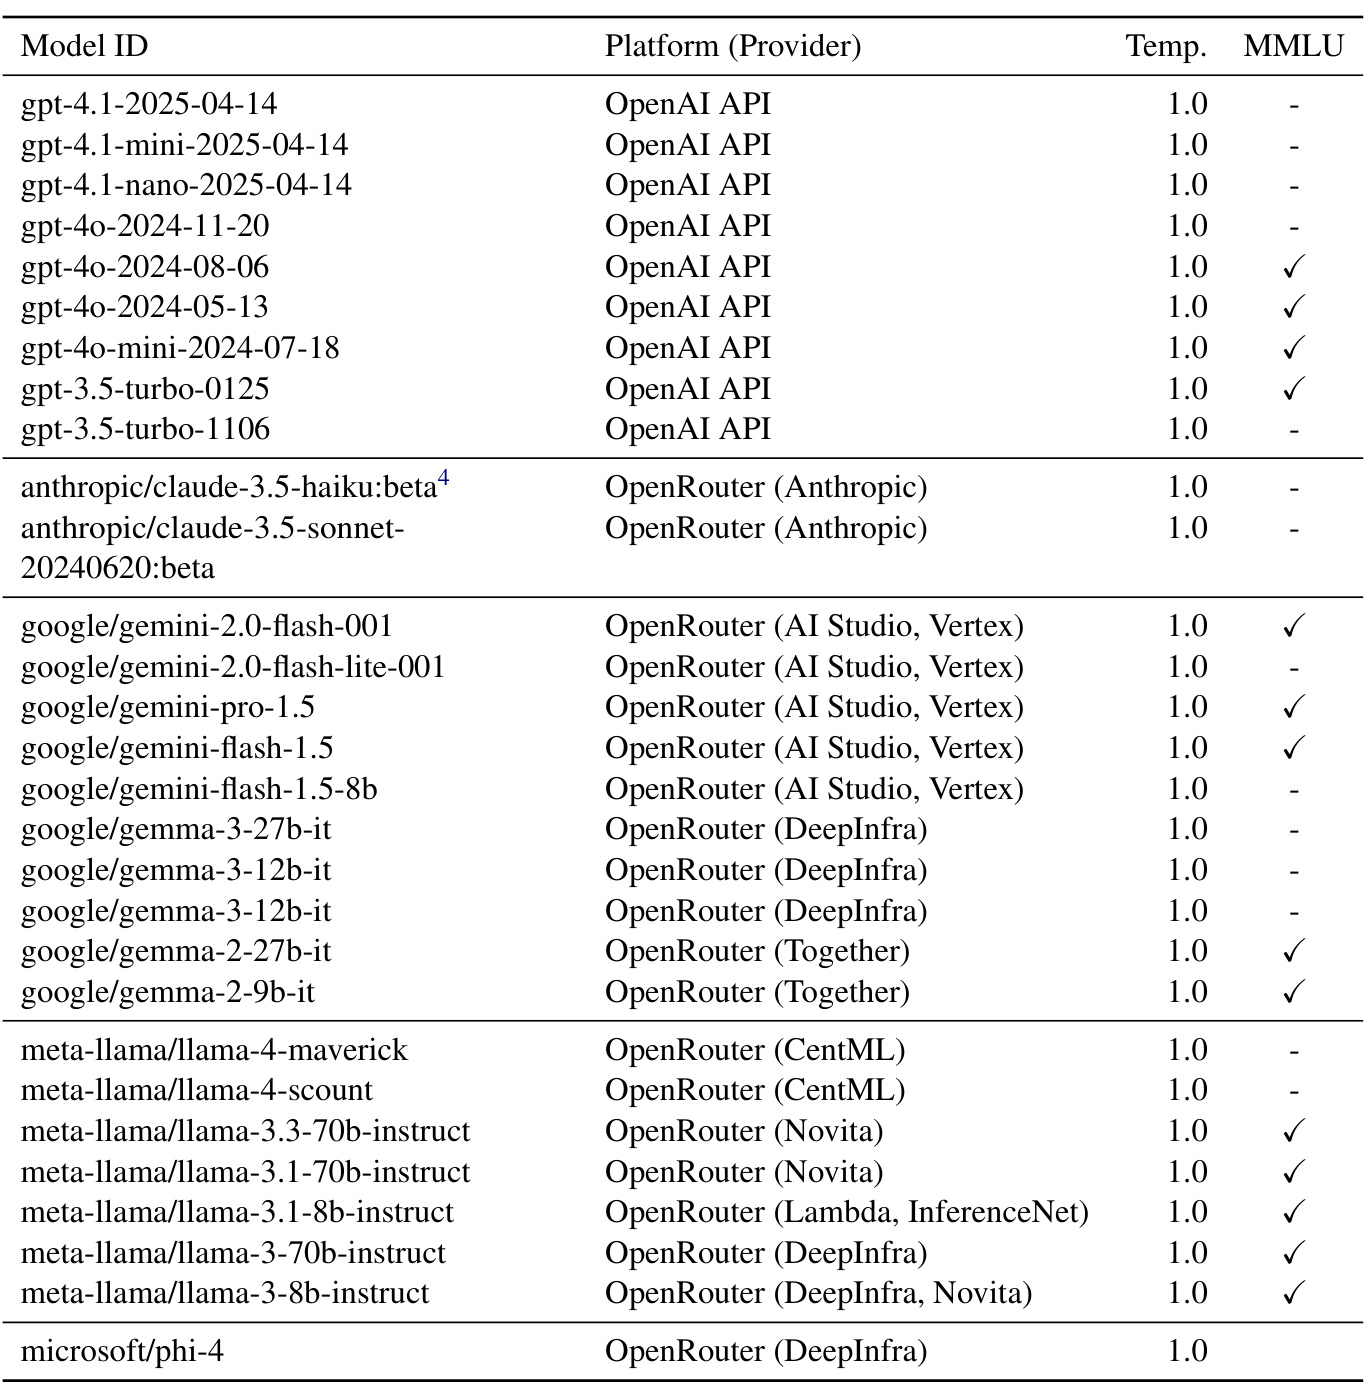 Model ID Platform (Provider) Temp. MMLU
gpt-4.1-2025-04-14 OpenAI API 1.0 -
gpt-4.1-mini-2025-04-14 OpenAI API 1.0 -
gpt-4.1-nano-2025-04-14 OpenAI API 1.0 -
gpt-4o-2024-11-20 OpenAI API 1.0 -
gpt-4o-2024-08-06 OpenAI API 1.0 ✓
gpt-4o-2024-05-13 OpenAI API 1.0 ✓
gpt-4o-mini-2024-07-18 OpenAI API 1.0 ✓
gpt-3.5-turbo-0125 OpenAI API 1.0 ✓
gpt-3.5-turbo-1106 OpenAI API 1.0 -
anthropic/claude-3.5-haiku:beta4 OpenRouter (Anthropic) 1.0 -
anthropic/claude-3.5-sonnet- OpenRouter (Anthropic) 1.0 -
20240620:beta
google/gemini-2.0-flash-001 OpenRouter (AI Studio, Vertex) 1.0 ✓
google/gemini-2.0-flash-lite-001 OpenRouter (AI Studio, Vertex) 1.0 -
google/gemini-pro-1.5 OpenRouter (AI Studio, Vertex) 1.0 ✓
google/gemini-flash-1.5 OpenRouter (AI Studio, Vertex) 1.0 ✓
google/gemini-flash-1.5-8b OpenRouter (AI Studio, Vertex) 1.0 -
google/gemma-3-27b-it OpenRouter (DeepInfra) 1.0 -
google/gemma-3-12b-it OpenRouter (DeepInfra) 1.0 -
google/gemma-3-12b-it OpenRouter (DeepInfra) 1.0 -
google/gemma-2-27b-it OpenRouter (Together) 1.0 ✓
google/gemma-2-9b-it OpenRouter (Together) 1.0 ✓
meta-llama/llama-4-maverick OpenRouter (CentML) 1.0 -
meta-llama/llama-4-scount OpenRouter (CentML) 1.0 -
meta-llama/llama-3.3-70b-instruct OpenRouter (Novita) 1.0 ✓
meta-llama/llama-3.1-70b-instruct OpenRouter (Novita) 1.0 ✓
meta-llama/llama-3.1-8b-instruct OpenRouter (Lambda, InferenceNet) 1.0 ✓
meta-llama/llama-3-70b-instruct OpenRouter (DeepInfra) 1.0 ✓
meta-llama/llama-3-8b-instruct OpenRouter (DeepInfra, Novita) 1.0 ✓
microsoft/phi-4 OpenRouter (DeepInfra) 1.0